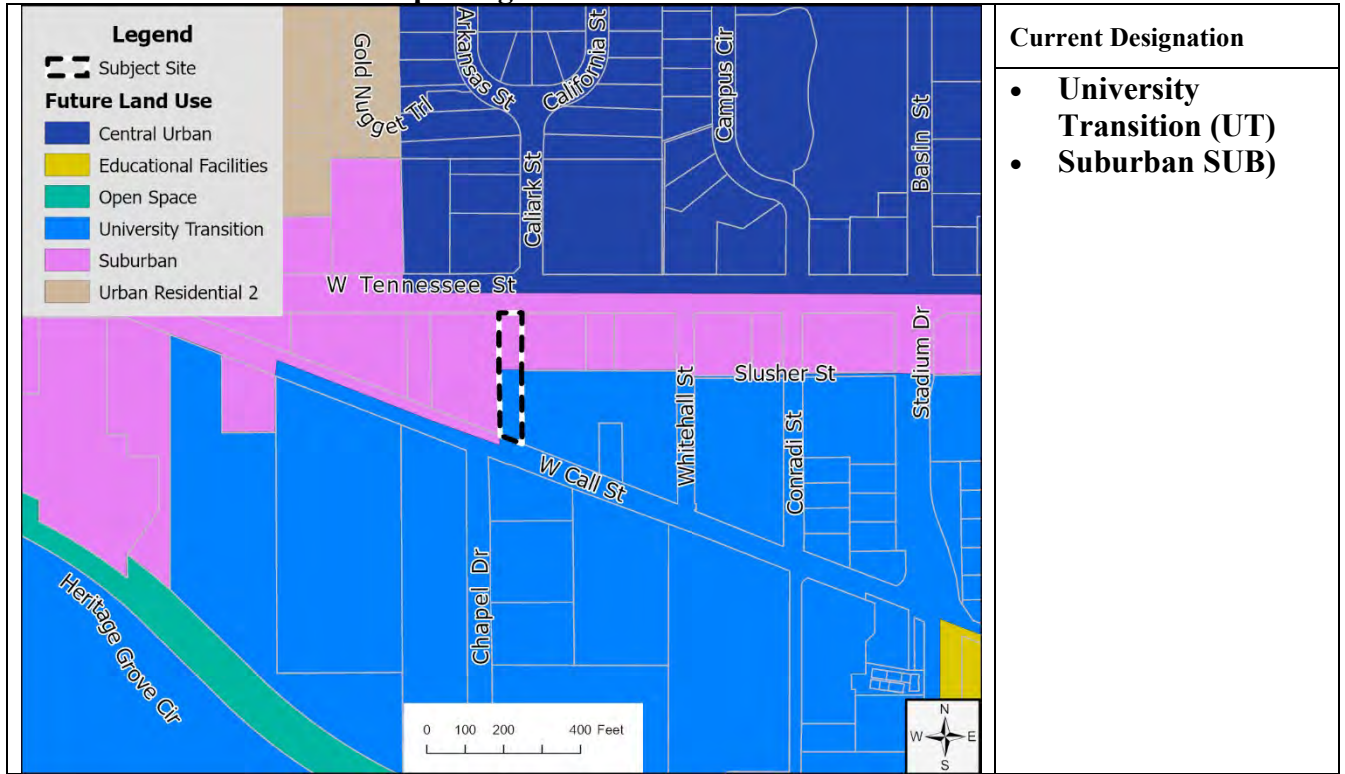 Legend
Subject Site
Future Land Use
Central Urban
Educational Facilities
Open Space
University Transition
Suburban
Urban Residential 2
Gold Nugget Trl
Arkansas St
California St
Caliark St
Campus Cir
Basin St
W Tennessee St
Slusher St
Stadium Dr
Whitehall St
Conradi St
W Call St
Chapel Dr
Heritage Grove Cir
0 100 200 400 Feet
N
W E
S
Current Designation
• University
Transition (UT)
• Suburban SUB)